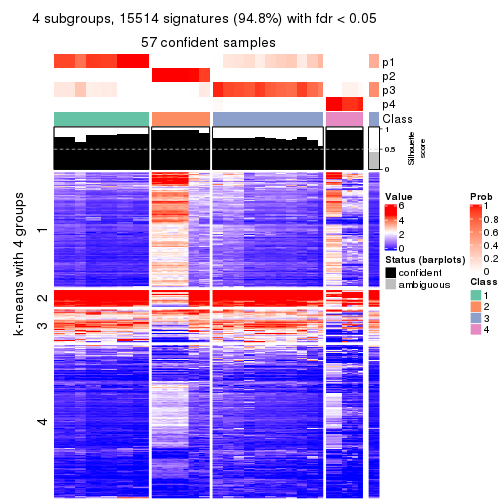 4 subgroups, 15514 signatures (94.8%) with fdr < 0.05
57 confident samples
p1
p2
p3
p4
Class
1
0.5
0
Silhouette
score
k-means with 4 groups
1
2
3
4
Value
6
4
2
0
Status (barplots)
confident
ambiguous
Prob
1
0.8
0.6
0.4
0.2
0
Class
1
2
3
4